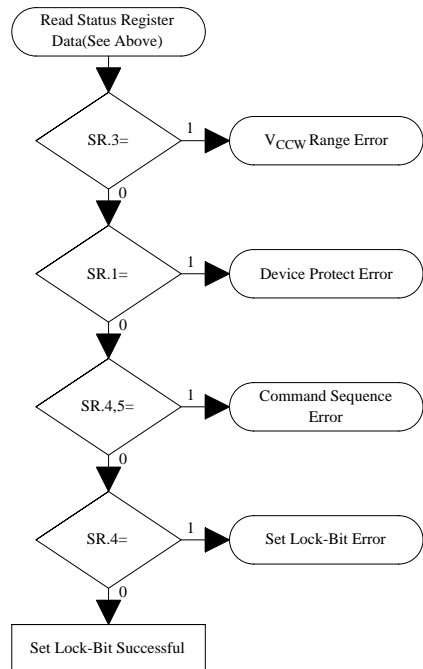 Read Status Register
Data(See Above)
SR.3=
1
VCCW Range Error
0
SR.1=
1
Device Protect Error
0
SR.4,5=
1
Command Sequence
Error
0
SR.4=
1
Set Lock-Bit Error
0
Set Lock-Bit Successful